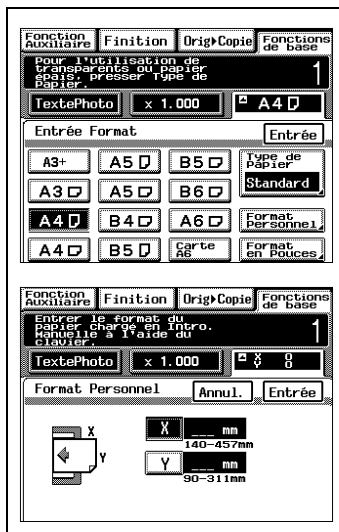 Fonction Auxiliaire Finition Orig▸Copie Fonctions de base
Pour l'utilisation de
transparents ou papier
épais, presser Type de
Papier.
1
TextePhoto × 1.000 A4
Entrée Format Entrée
A3+ A5 B5 Type de Papier
A3 A5 B6 Standard
A4 B4 A6 Format Personnel
A4 B5 Carte A6 Format en Pouces
Fonction Auxiliaire Finition Orig▸Copie Fonctions de base
Entrer le format du
papier chargé en Intro.
Manuelle à l'aide du
clavier.
1
TextePhoto × 1.000 X 0
Y 0
Format Personnel Annul. Entrée
X X ___ mm
140–457mm
Y Y ___ mm
90–311mm